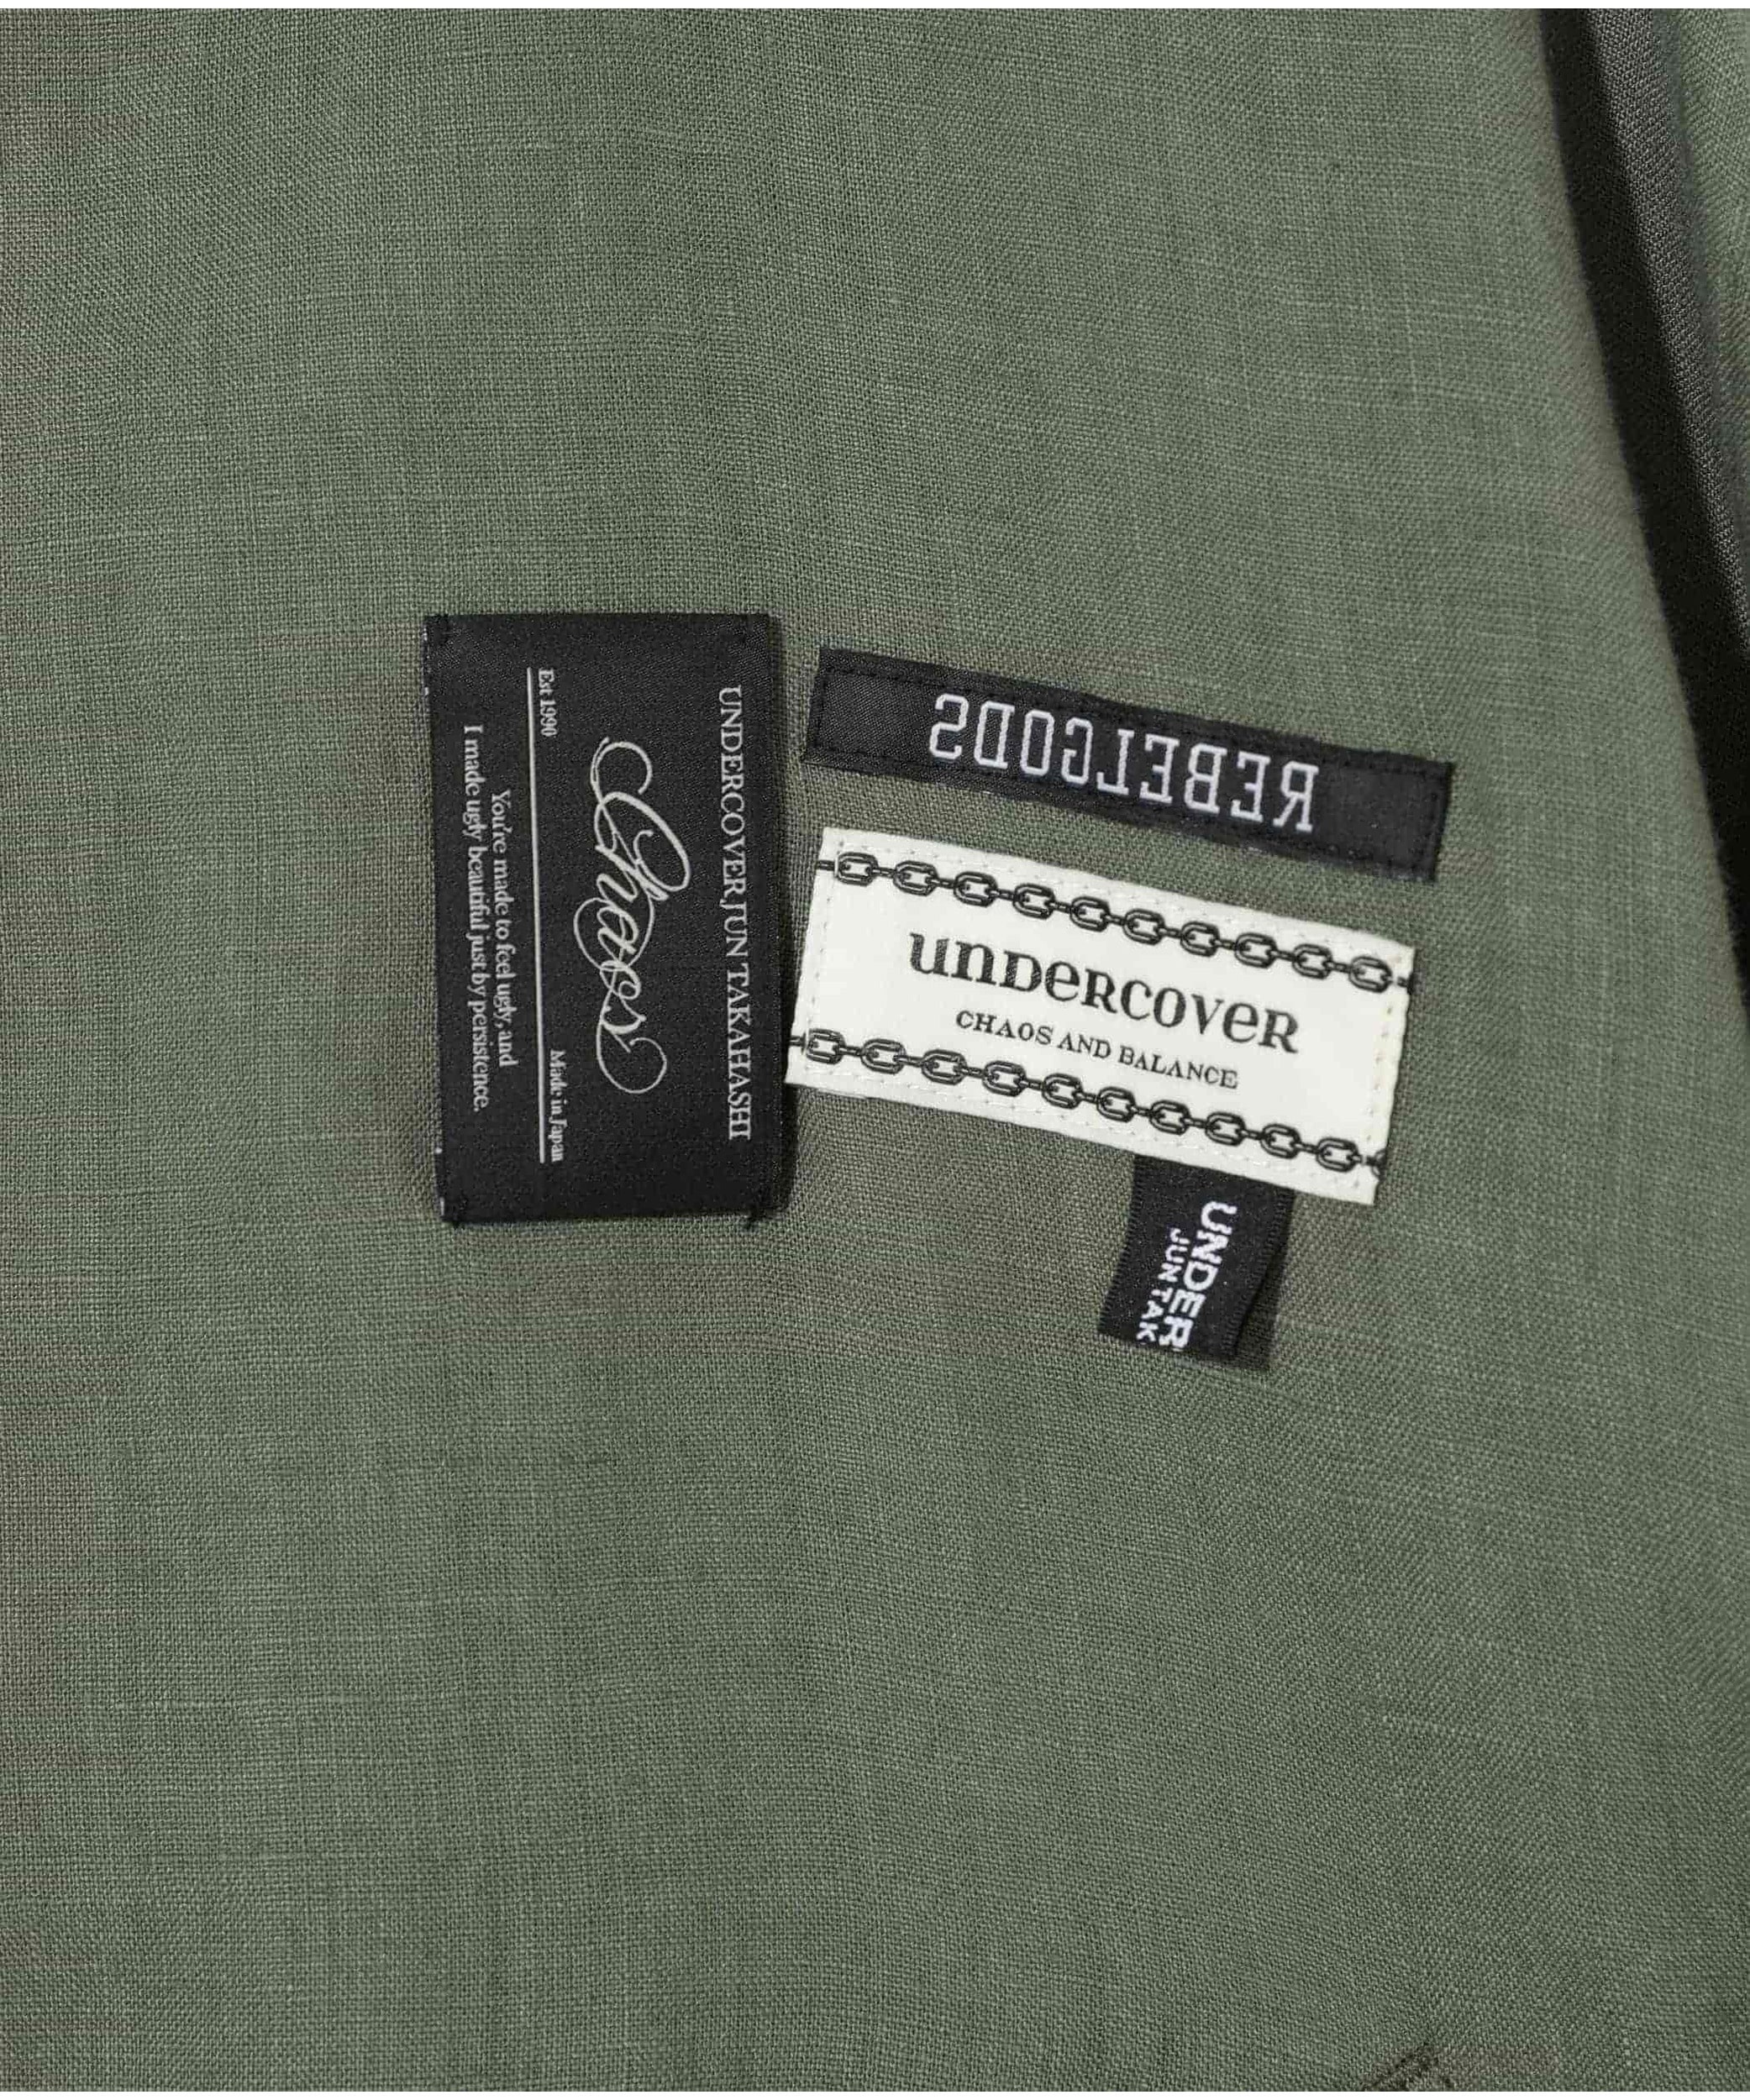 UNDERCOVER JUN TAKAHASHI
Chaos
Est 1990
Made in Japan
You're made to feel ugly, and
I made ugly beautiful just by persistence.
REBELGODS
undercover
CHAOS AND BALANCE
UNDER
JUN TAK